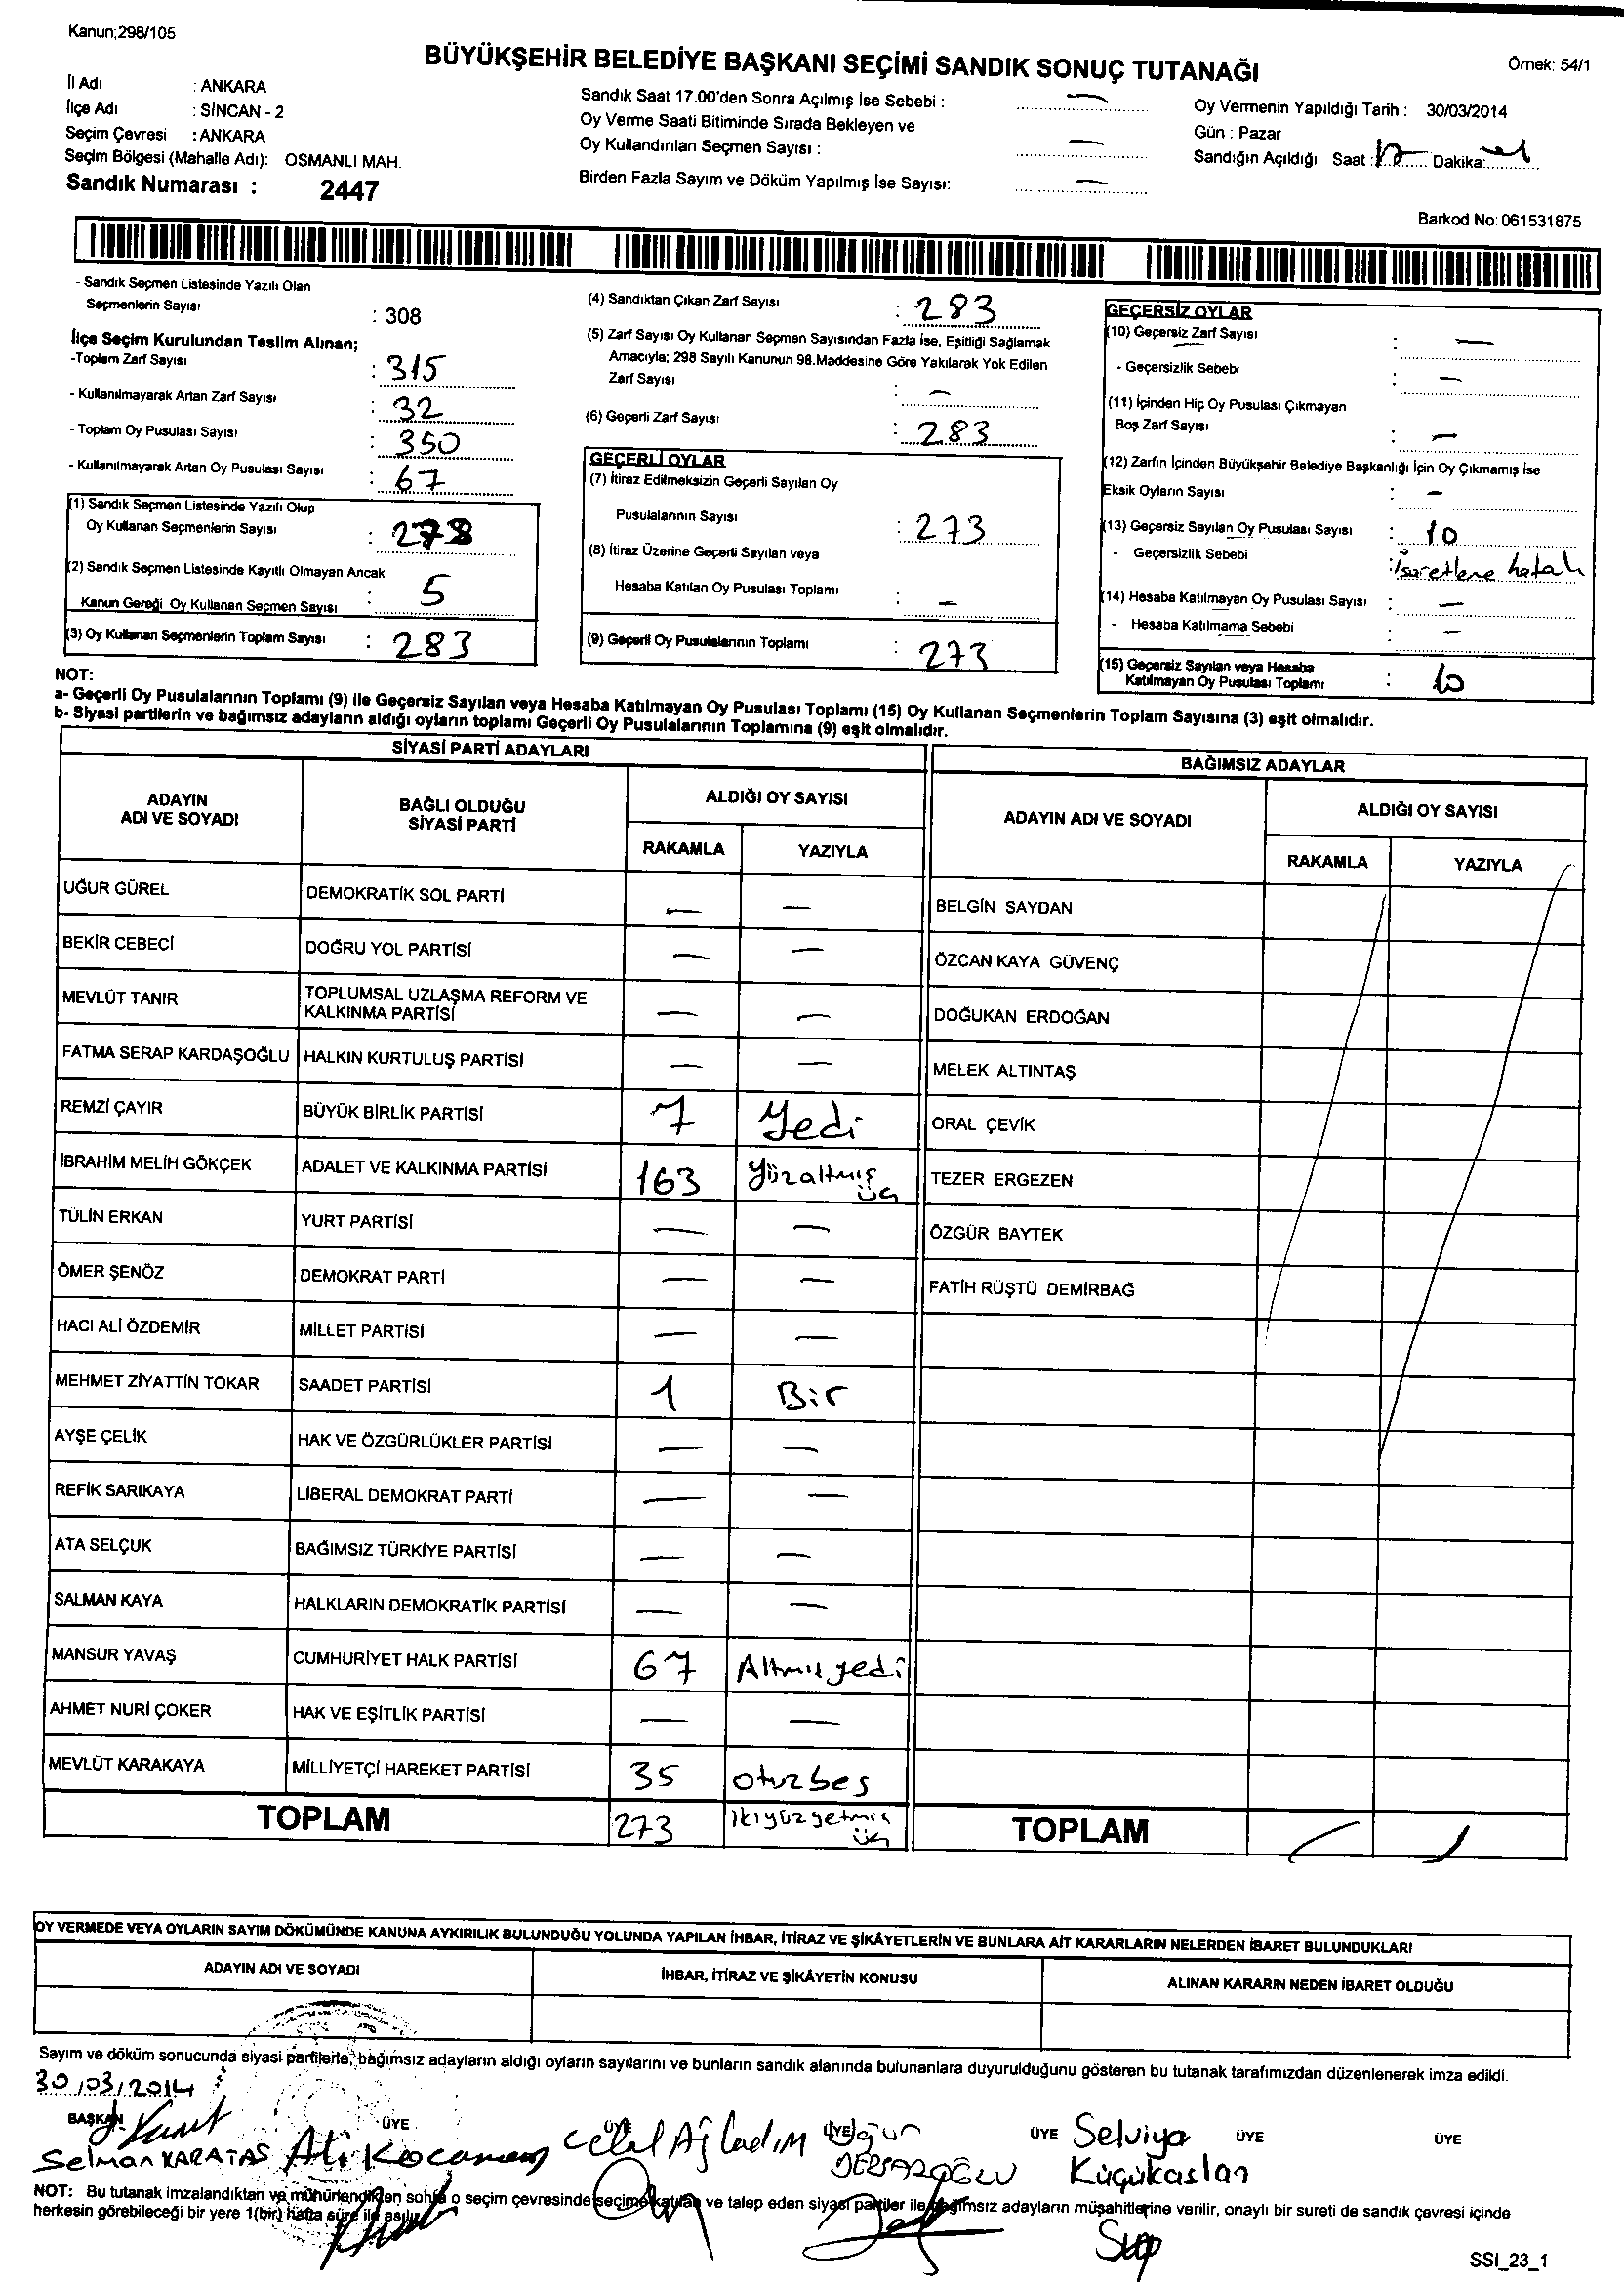 Kanun;298/105
BÜYÜKŞEHİR BELEDİYE BAŞKANI SEÇİMİ SANDIK SONUÇ TUTANAĞI
Örnek: 54/1
İl Adı : ANKARA
İlçe Adı : SİNCAN - 2
Seçim Çevresi : ANKARA
Seçim Bölgesi (Mahalle Adı): OSMANLI MAH.
Sandık Numarası : 2447
Sandık Saat 17.00'den Sonra Açılmış İse Sebebi : —
Oy Verme Saati Bitiminde Sırada Bekleyen ve
Oy Kullandırılan Seçmen Sayısı : —
Birden Fazla Sayım ve Döküm Yapılmış İse Sayısı: —
Oy Vermenin Yapıldığı Tarih : 30/03/2014
Gün : Pazar
Sandığın Açıldığı Saat : 17 Dakika:
Barkod No: 061531875
- Sandık Seçmen Listesinde Yazılı Olan
Seçmenlerin Sayısı : 308
İlçe Seçim Kurulundan Teslim Alınan;
-Toplam Zarf Sayısı : 315
- Kullanılmayarak Artan Zarf Sayısı : 32
- Toplam Oy Pusulası Sayısı : 350
- Kullanılmayarak Artan Oy Pusulası Sayısı : 67
(1) Sandık Seçmen Listesinde Yazılı Olup
Oy Kullanan Seçmenlerin Sayısı : 278
(2) Sandık Seçmen Listesinde Kayıtlı Olmayan Ancak
Kanun Gereği Oy Kullanan Seçmen Sayısı : 5
(3) Oy Kullanan Seçmenlerin Toplam Sayısı : 283
(4) Sandıktan Çıkan Zarf Sayısı : 283
(5) Zarf Sayısı Oy Kullanan Seçmen Sayısından Fazla İse, Eşitliği Sağlamak
Amacıyla; 298 Sayılı Kanunun 98.Maddesine Göre Yakılarak Yok Edilen
Zarf Sayısı : —
(6) Geçerli Zarf Sayısı : 283
GEÇERLİ OYLAR
(7) İtiraz Edilmeksizin Geçerli Sayılan Oy
Pusulalarının Sayısı : 273
(8) İtiraz Üzerine Geçerli Sayılan veya
Hesaba Katılan Oy Pusulası Toplamı : —
(9) Geçerli Oy Pusulalarının Toplamı : 273
GEÇERSİZ OYLAR
(10) Geçersiz Zarf Sayısı : —
- Geçersizlik Sebebi : —
(11) İçinden Hiç Oy Pusulası Çıkmayan
Boş Zarf Sayısı : —
(12) Zarfın İçinden Büyükşehir Belediye Başkanlığı İçin Oy Çıkmamış İse
Eksik Oyların Sayısı : —
(13) Geçersiz Sayılan Oy Pusulası Sayısı : 10
- Geçersizlik Sebebi : İşaretleme hatalı
(14) Hesaba Katılmayan Oy Pusulası Sayısı : —
- Hesaba Katılmama Sebebi : —
(15) Geçersiz Sayılan veya Hesaba
Katılmayan Oy Pusulası Toplamı : 10
NOT:
a- Geçerli Oy Pusulalarının Toplamı (9) ile Geçersiz Sayılan veya Hesaba Katılmayan Oy Pusulası Toplamı (15) Oy Kullanan Seçmenlerin Toplam Sayısına (3) eşit olmalıdır.
b- Siyasi partilerin ve bağımsız adayların aldığı oyların toplamı Geçerli Oy Pusulalarının Toplamına (9) eşit olmalıdır.
SİYASİ PARTİ ADAYLARI
ADAYIN ADI VE SOYADI BAĞLI OLDUĞU SİYASİ PARTİ ALDIĞI OY SAYISI
RAKAMLA YAZIYLA
UĞUR GÜREL DEMOKRATİK SOL PARTİ — —
BEKİR CEBECİ DOĞRU YOL PARTİSİ — —
MEVLÜT TANIR TOPLUMSAL UZLAŞMA REFORM VE KALKINMA PARTİSİ — —
FATMA SERAP KARDAŞOĞLU HALKIN KURTULUŞ PARTİSİ — —
REMZİ ÇAYIR BÜYÜK BİRLİK PARTİSİ 7 Yedi
İBRAHİM MELİH GÖKÇEK ADALET VE KALKINMA PARTİSİ 163 Yüzaltmış üç
TÜLİN ERKAN YURT PARTİSİ — —
ÖMER ŞENÖZ DEMOKRAT PARTİ — —
HACI ALİ ÖZDEMİR MİLLET PARTİSİ — —
MEHMET ZİYATTİN TOKAR SAADET PARTİSİ 1 Bir
AYŞE ÇELİK HAK VE ÖZGÜRLÜKLER PARTİSİ — —
REFİK SARIKAYA LİBERAL DEMOKRAT PARTİ — —
ATA SELÇUK BAĞIMSIZ TÜRKİYE PARTİSİ — —
SALMAN KAYA HALKLARIN DEMOKRATİK PARTİSİ — —
MANSUR YAVAŞ CUMHURİYET HALK PARTİSİ 67 Altmış yedi
AHMET NURİ ÇOKER HAK VE EŞİTLİK PARTİSİ — —
MEVLÜT KARAKAYA MİLLİYETÇİ HAREKET PARTİSİ 35 otuzbeş
TOPLAM 273 ikiyüzyetmiş üç
BAĞIMSIZ ADAYLAR
ADAYIN ADI VE SOYADI ALDIĞI OY SAYISI
RAKAMLA YAZIYLA
BELGİN SAYDAN
ÖZCAN KAYA GÜVENÇ
DOĞUKAN ERDOĞAN
MELEK ALTINTAŞ
ORAL ÇEVİK
TEZER ERGEZEN
ÖZGÜR BAYTEK
FATİH RÜŞTÜ DEMİRBAĞ
TOPLAM
OY VERMEDE VEYA OYLARIN SAYIM DÖKÜMÜNDE KANUNA AYKIRILIK BULUNDUĞU YOLUNDA YAPILAN İHBAR, İTİRAZ VE ŞİKÂYETLERİN VE BUNLARA AİT KARARLARIN NELERDEN İBARET BULUNDUKLARI
ADAYIN ADI VE SOYADI İHBAR, İTİRAZ VE ŞİKÂYETİN KONUSU ALINAN KARARIN NEDEN İBARET OLDUĞU
Sayım ve döküm sonucunda siyasi partilerle, bağımsız adayların aldığı oyların sayılarını ve bunların sandık alanında bulunanlara duyurulduğunu gösteren bu tutanak tarafımızdan düzenlenerek imza edildi.
30/03/2014
BAŞKAN ÜYE ÜYE ÜYE ÜYE ÜYE ÜYE
Selman KARATAŞ Ali Kocaman Celal Ağladım Selviye Küçükaslan
NOT: Bu tutanak imzalandıktan ve mühürlendikten sonra o seçim çevresinde seçime katılan ve talep eden siyasi partiler ile bağımsız adayların müşahitlerine verilir, onaylı bir sureti de sandık çevresi içinde
herkesin görebileceği bir yere 1(bir) hafta süre ile asılır.
SSI_23_1